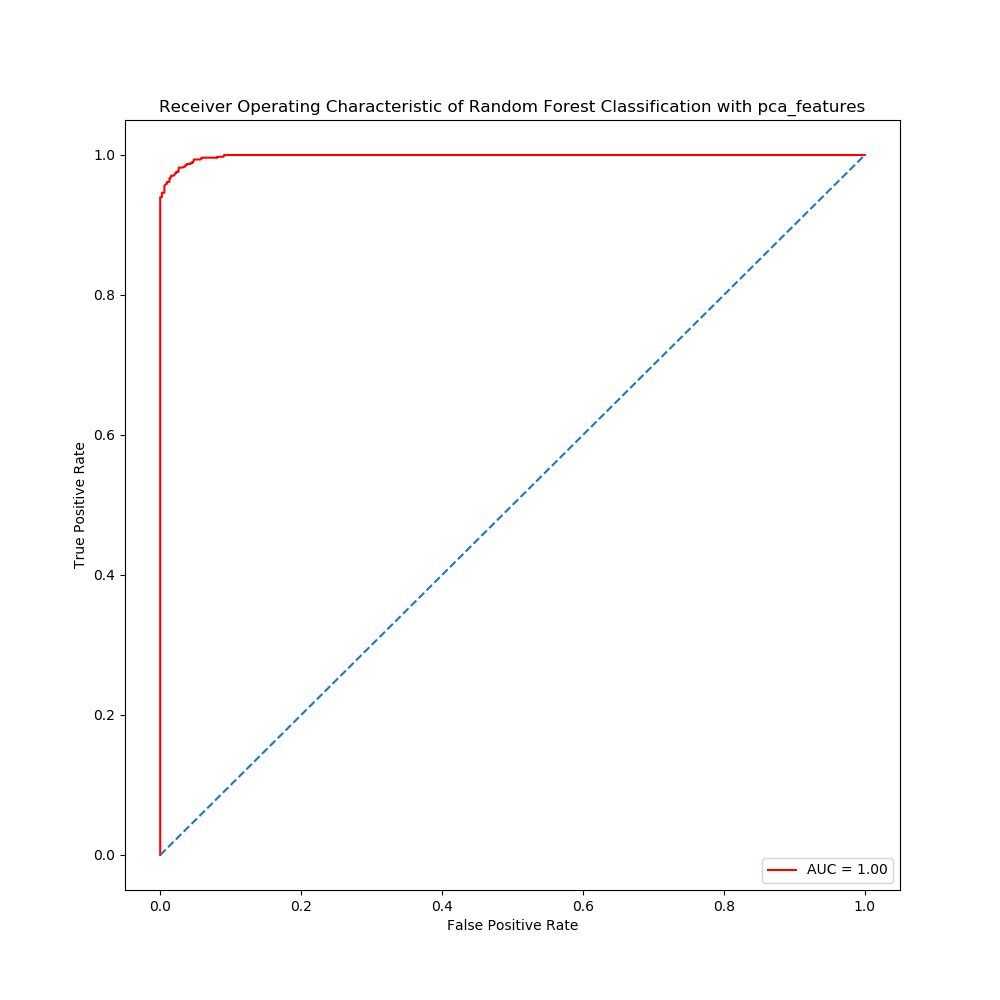 Receiver Operating Characteristic of Random Forest Classification with pca_features
True Positive Rate
1.0
0.8
0.6
0.4
0.2
0.0
AUC = 1.00
0.0 0.2 0.4 0.6 0.8 1.0
False Positive Rate